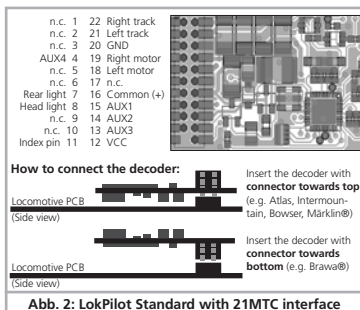 n.c. 1 22 Right track
n.c. 2 21 Left track
n.c. 3 20 GND
AUX4 4 19 Right motor
n.c. 5 18 Left motor
n.c. 6 17 n.c.
Rear light 7 16 Common (+)
Head light 8 15 AUX1
n.c. 9 14 AUX2
n.c. 10 13 AUX3
Index pin 11 12 VCC
How to connect the decoder:
Insert the decoder with
connector towards top
(e.g. Atlas, Intermoun-
tain, Bowser, Märklin®)
Locomotive PCB
(Side view)
Insert the decoder with
connector towards
bottom (e.g. Brawa®)
Locomotive PCB
(Side view)
Abb. 2: LokPilot Standard with 21MTC interface